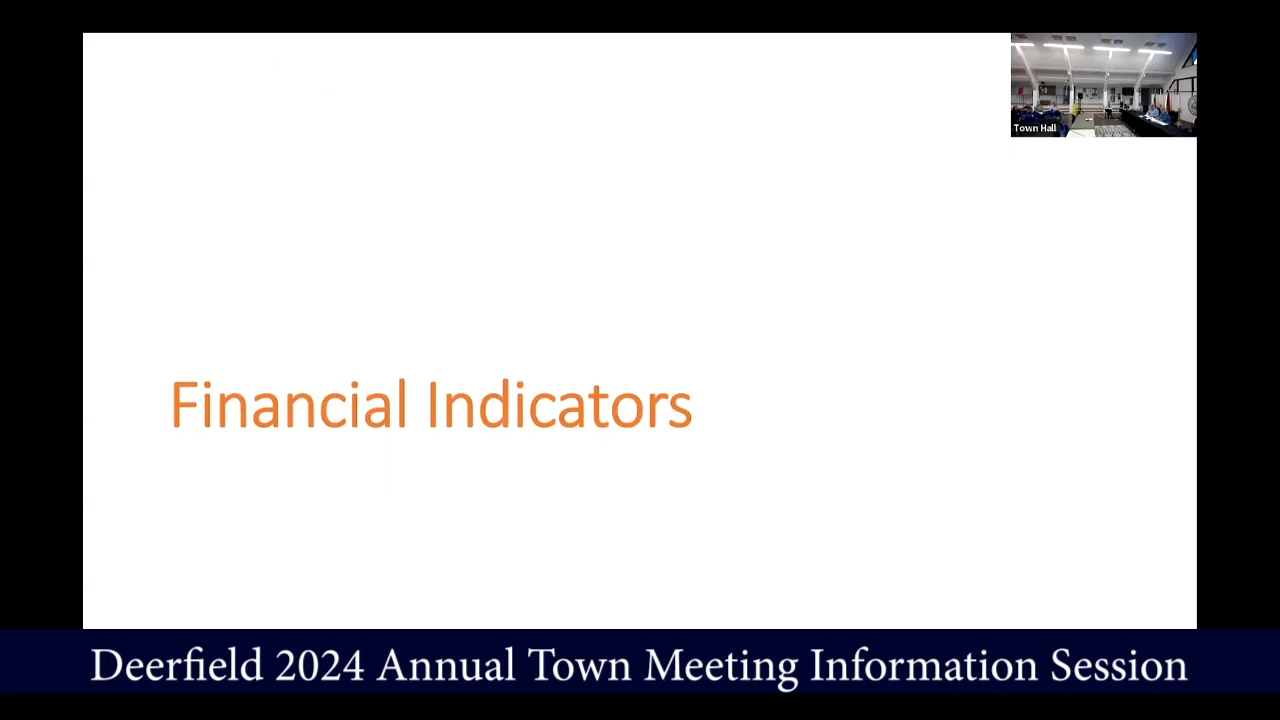 Town Hall
Financial Indicators
Deerfield 2024 Annual Town Meeting Information Session